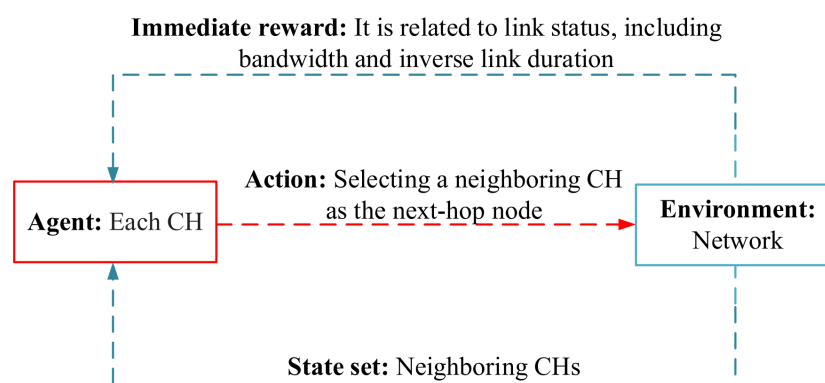 Immediate reward: It is related to link status, including
bandwidth and inverse link duration
Action: Selecting a neighboring CH
as the next-hop node
Agent: Each CH
Environment:
Network
State set: Neighboring CHs